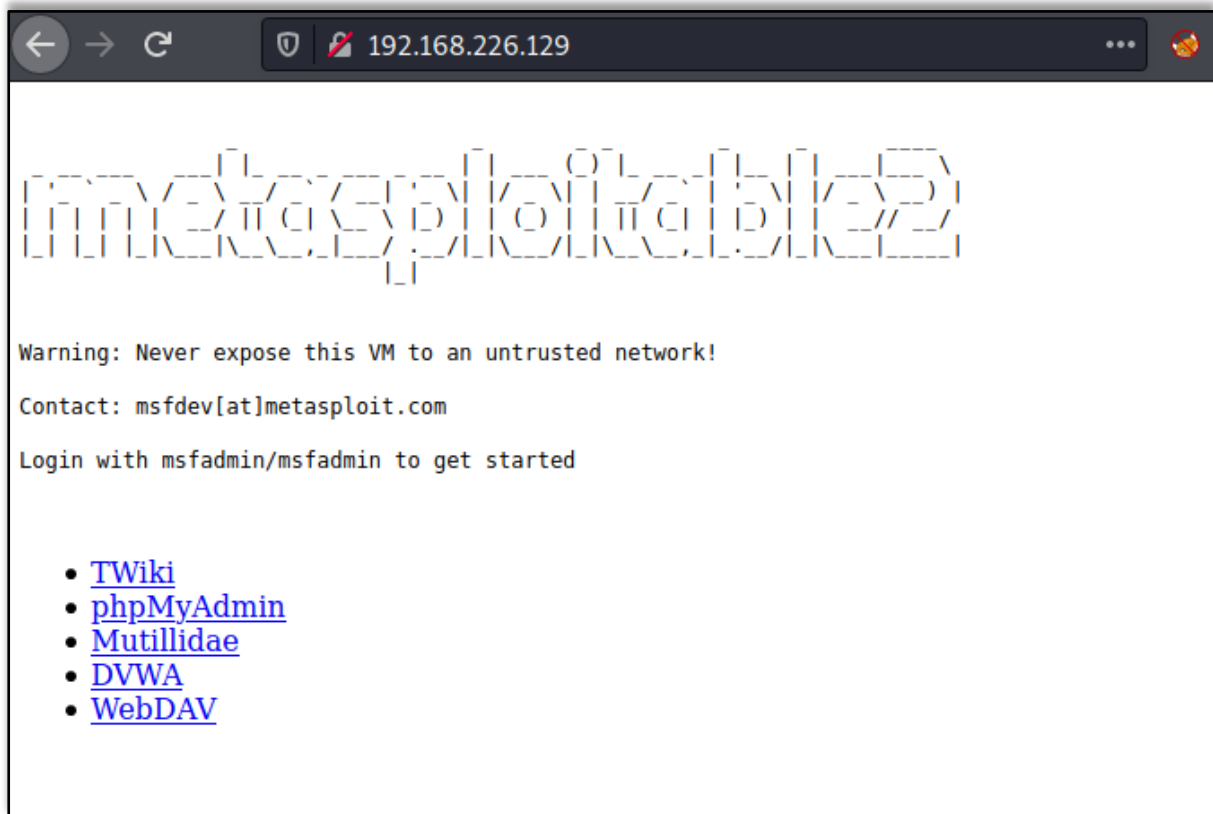 192.168.226.129
metasploitable2
Warning: Never expose this VM to an untrusted network!
Contact: msfdev[at]metasploit.com
Login with msfadmin/msfadmin to get started
TWiki
phpMyAdmin
Mutillidae
DVWA
WebDAV